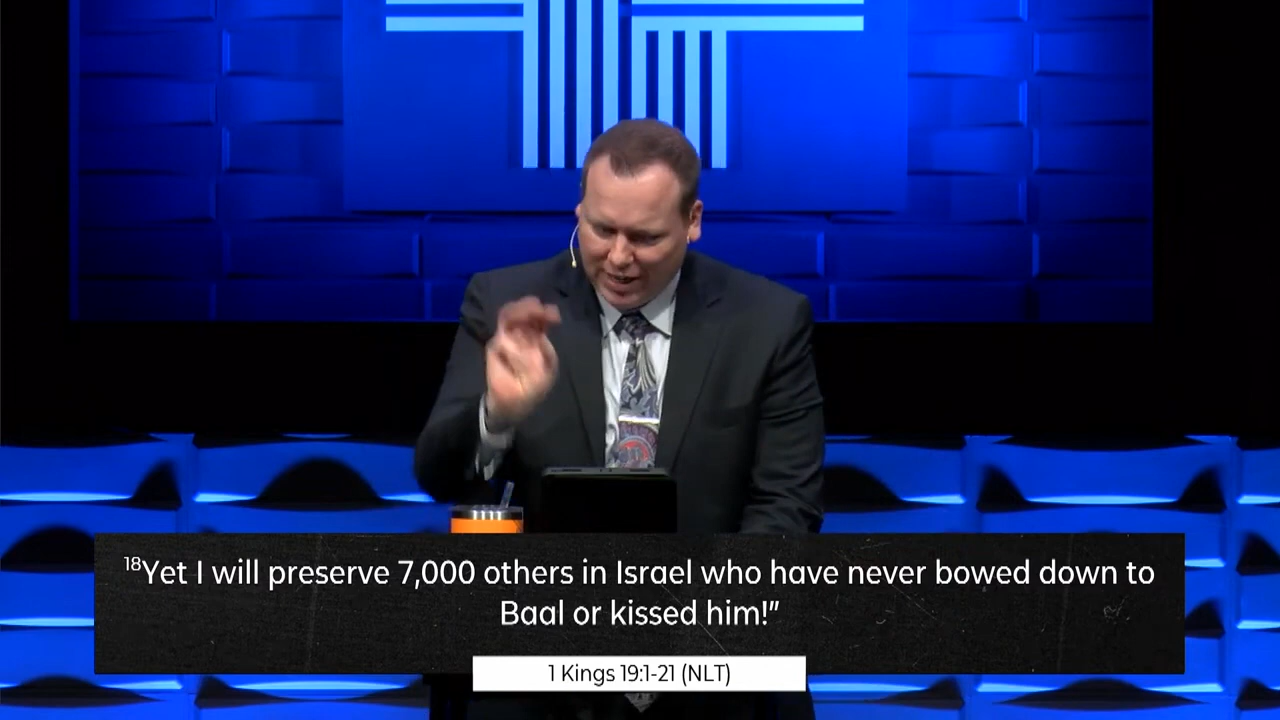 18Yet I will preserve 7,000 others in Israel who have never bowed down to
Baal or kissed him!”
1 Kings 19:1-21 (NLT)